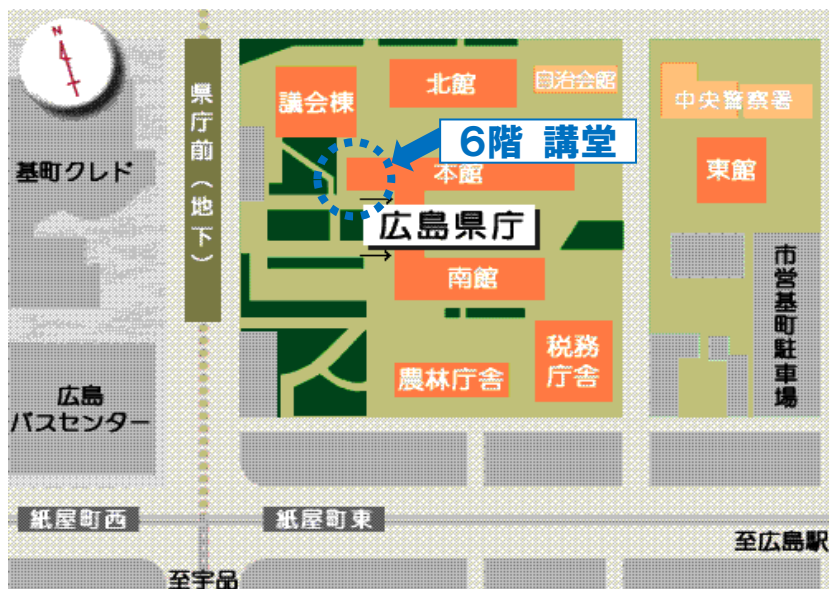 N
県庁前（地下）
議会棟
北館
自治会館
中央警察署
6階 講堂
基町クレド
本館
東館
→
広島県庁
→
南館
市営基町駐車場
税務
庁舎
農林庁舎
広島
バスセンター
紙屋町西
紙屋町東
至広島駅
至宇品